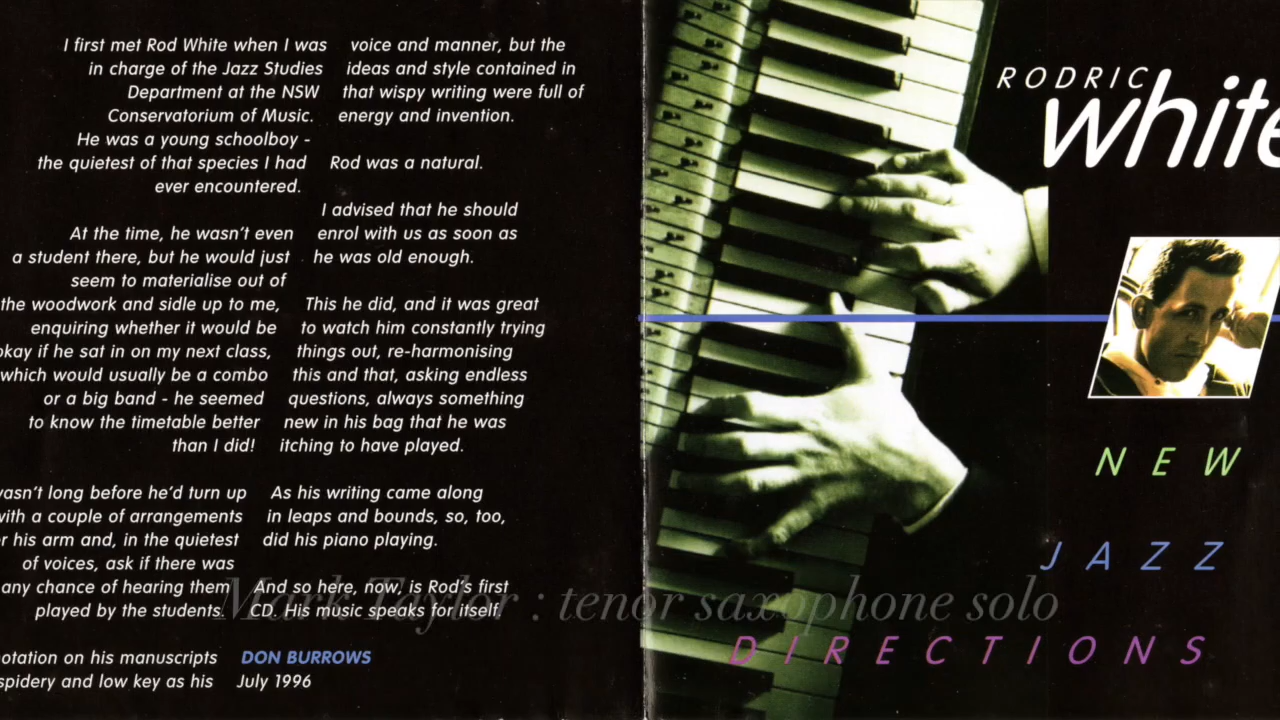 I first met Rod White when I was
in charge of the Jazz Studies
Department at the NSW
Conservatorium of Music.
He was a young schoolboy -
the quietest of that species I had
ever encountered.
At the time, he wasn't even
a student there, but he would just
seem to materialise out of
the woodwork and sidle up to me,
enquiring whether it would be
okay if he sat in on my next class,
which would usually be a combo
or a big band - he seemed
to know the timetable better
than I did!
wasn't long before he'd turn up
with a couple of arrangements
his arm and, in the quietest
of voices, ask if there was
any chance of hearing them
played by the students.
notation on his manuscripts
spidery and low key as his
voice and manner, but the
ideas and style contained in
that wispy writing were full of
energy and invention.
Rod was a natural.
I advised that he should
enrol with us as soon as
he was old enough.
This he did, and it was great
to watch him constantly trying
things out, re-harmonising
this and that, asking endless
questions, always something
new in his bag that he was
itching to have played.
As his writing came along
in leaps and bounds, so, too,
did his piano playing.
And so here, now, is Rod's first
CD. His music speaks for itself.
DON BURROWS
July 1996
RODRIC
white
NEW
JAZZ
DIRECTIONS
Mark Taylor : tenor saxophone solo